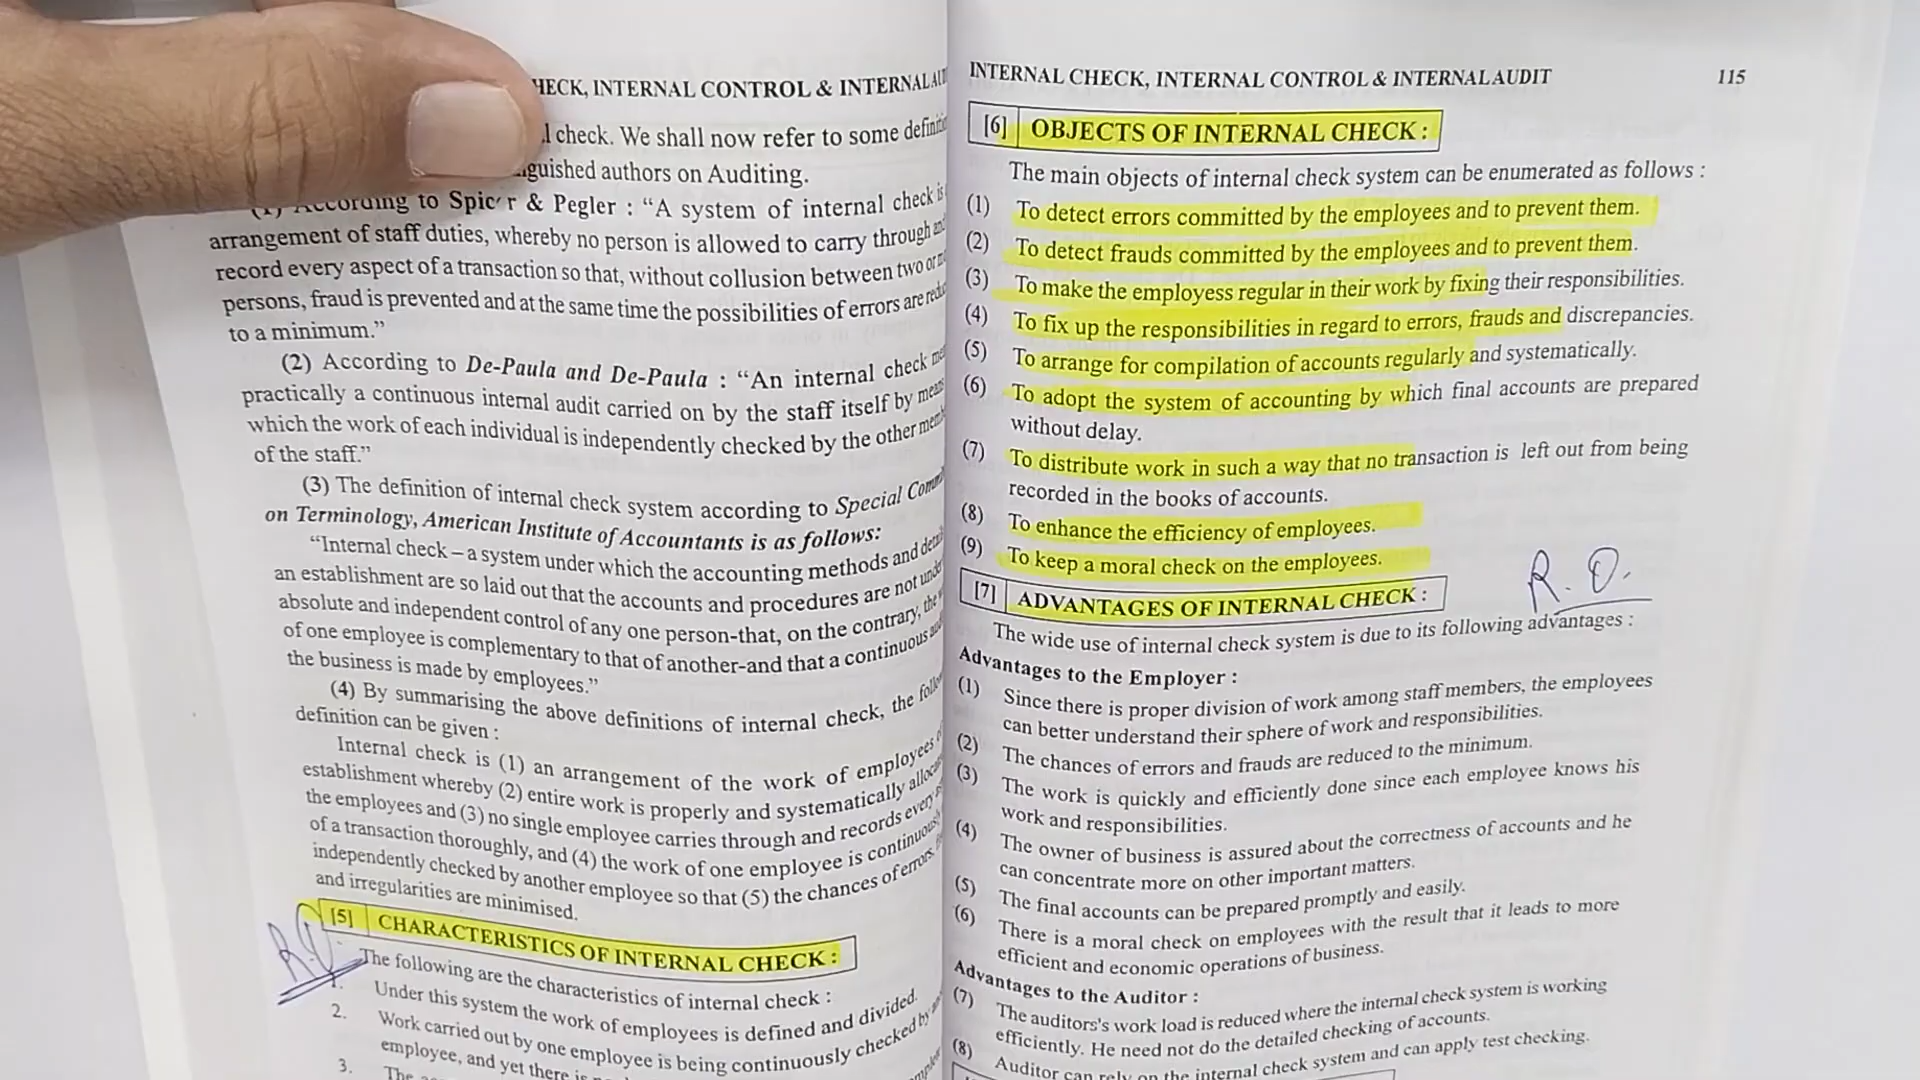 HECK, INTERNAL CONTROL & INTERNAL AU
check. We shall now refer to some
guished authors on Auditing.
According to Spicer & Pegler : “A system of internal check is
arrangement of staff duties, whereby no person is allowed to carry through and
record every aspect of a transaction so that, without collusion between two or
persons, fraud is prevented and at the same time the possibilities of errors are
to a minimum.”
(2) According to De-Paula and De-Paula : “An internal check
practically a continuous internal audit carried on by the staff itself by means
which the work of each individual is independently checked by the other
of the staff.”
(3) The definition of internal check system according to Special
on Terminology, American Institute of Accountants is as follows:
“Internal check – a system under which the accounting methods and
an establishment are so laid out that the accounts and procedures are not
absolute and independent control of any one person-that, on the contrary, the
of one employee is complementary to that of another-and that a continuous
the business is made by employees.”
(4) By summarising the above definitions of internal check, the
definition can be given :
Internal check is (1) an arrangement of the work of employees
establishment whereby (2) entire work is properly and systematically
the employees and (3) no single employee carries through and records every
of a transaction thoroughly, and (4) the work of one employee is continuously
independently checked by another employee so that (5) the chances of errors,
and irregularities are minimised.
[5] CHARACTERISTICS OF INTERNAL CHECK :
The following are the characteristics of internal check :
1. Under this system the work of employees is defined and divided.
2. Work carried out by one employee is being continuously checked by
employee, and yet there is
3. The
INTERNAL CHECK, INTERNAL CONTROL & INTERNAL AUDIT 115
[6] OBJECTS OF INTERNAL CHECK :
The main objects of internal check system can be enumerated as follows :
(1) To detect errors committed by the employees and to prevent them.
(2) To detect frauds committed by the employees and to prevent them.
(3) To make the employess regular in their work by fixing their responsibilities.
(4) To fix up the responsibilities in regard to errors, frauds and discrepancies.
(5) To arrange for compilation of accounts regularly and systematically.
(6) To adopt the system of accounting by which final accounts are prepared
without delay.
(7) To distribute work in such a way that no transaction is left out from being
recorded in the books of accounts.
(8) To enhance the efficiency of employees.
(9) To keep a moral check on the employees.
R.O.
[7] ADVANTAGES OF INTERNAL CHECK :
The wide use of internal check system is due to its following advantages :
Advantages to the Employer :
(1) Since there is proper division of work among staff members, the employees
can better understand their sphere of work and responsibilities.
(2) The chances of errors and frauds are reduced to the minimum.
(3) The work is quickly and efficiently done since each employee knows his
work and responsibilities.
(4) The owner of business is assured about the correctness of accounts and he
can concentrate more on other important matters.
(5) The final accounts can be prepared promptly and easily.
(6) There is a moral check on employees with the result that it leads to more
efficient and economic operations of business.
Advantages to the Auditor :
(7) The auditors's work load is reduced where the internal check system is working
efficiently. He need not do the detailed checking of accounts.
(8) Auditor can rely on the internal check system and can apply test checking.